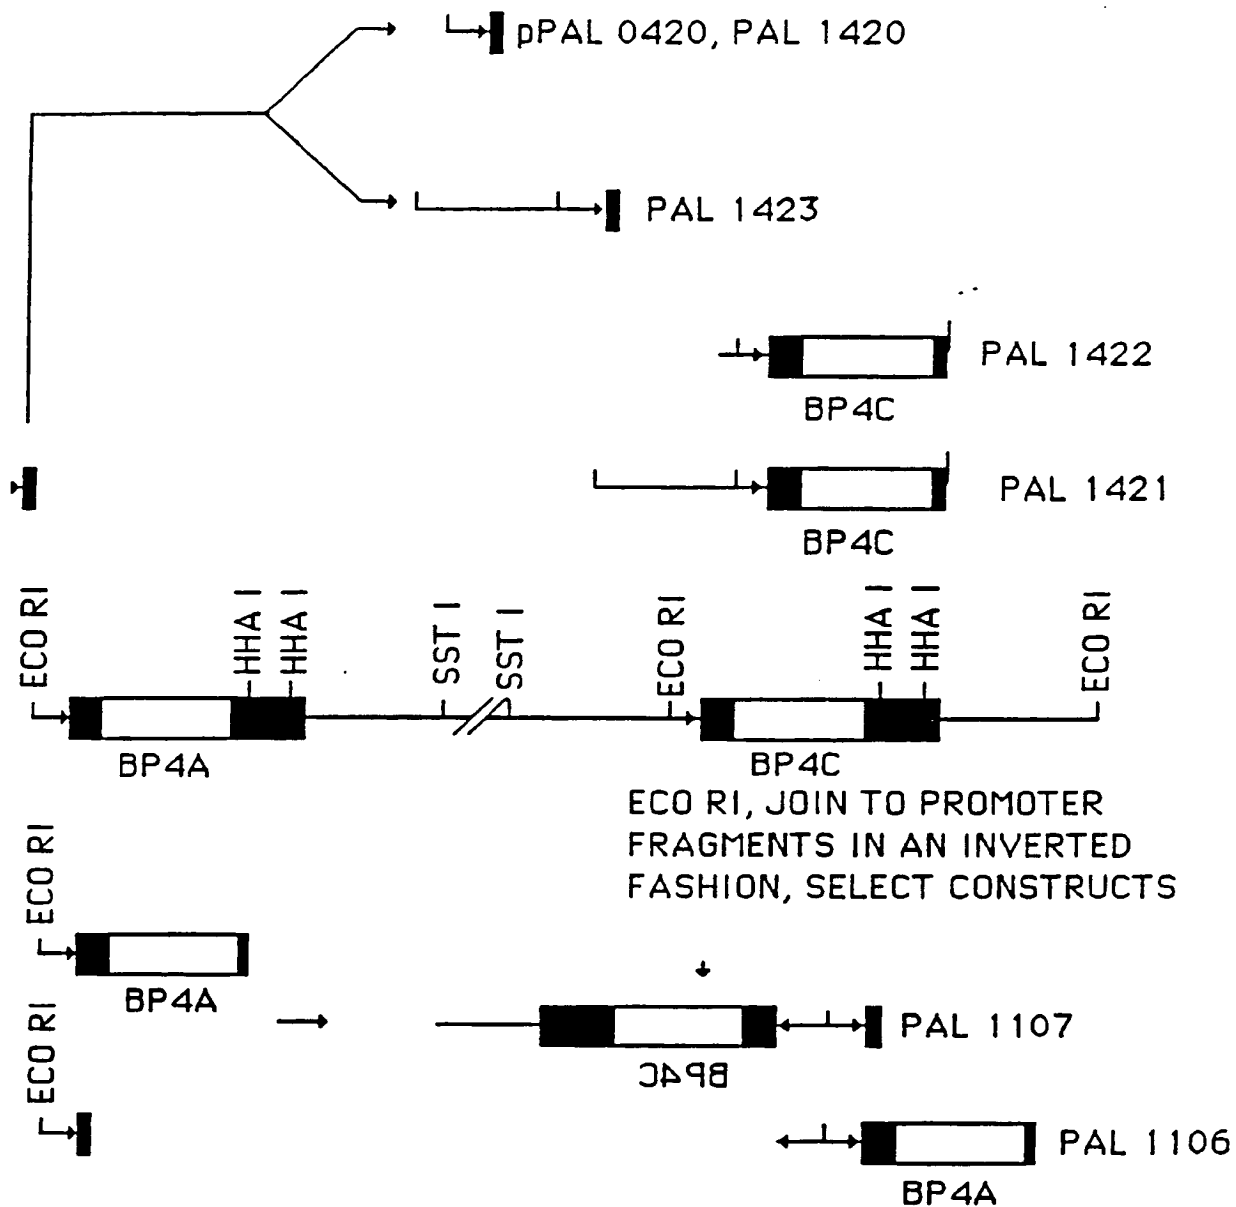 pPAL 0420, PAL 1420
PAL 1423
PAL 1422
BP4C
PAL 1421
BP4C
ECO RI
HHA I
HHA I
SST I
SST I
ECO RI
HHA I
HHA I
ECO RI
BP4A
BP4C
ECO RI, JOIN TO PROMOTER
FRAGMENTS IN AN INVERTED
FASHION, SELECT CONSTRUCTS
ECO RI
BP4A
ECO RI
PAL 1107
BP4C
PAL 1106
BP4A